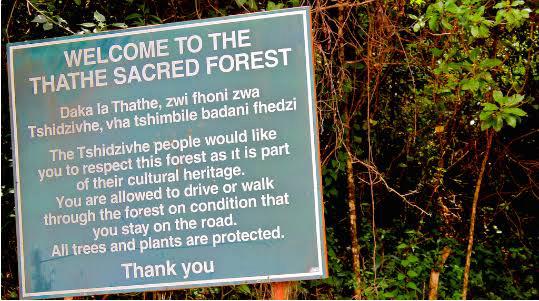 WELCOME TO THE
THATHE SACRED FOREST
Daka la Thathe, zwi fhoni zwa
Tshidzivhe, vha tshimbile badani fhedzi
The Tshidzivhe people would like
you to respect this forest as it is part
of their cultural heritage.
You are allowed to drive or walk
through the forest on condition that
you stay on the road.
All trees and plants are protected.
Thank you